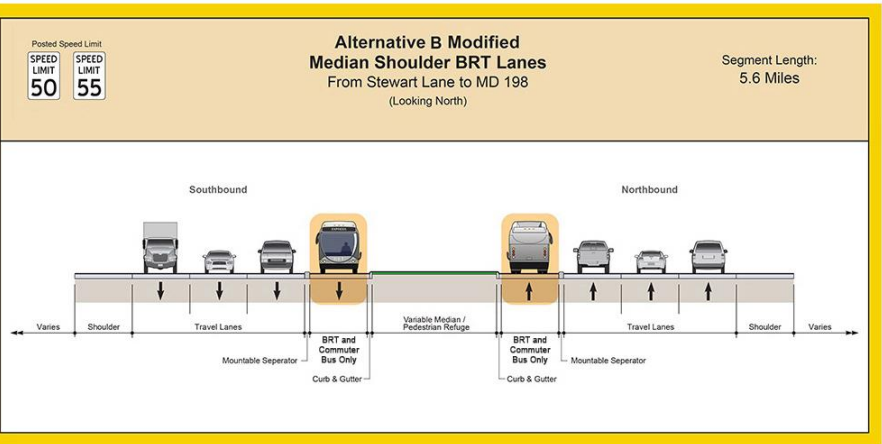 Posted Speed Limit
SPEED
LIMIT
50
SPEED
LIMIT
55
Alternative B Modified
Median Shoulder BRT Lanes
From Stewart Lane to MD 198
(Looking North)
Segment Length:
5.6 Miles
Southbound
Northbound
EXPRESS
Varies
Shoulder
Travel Lanes
BRT and
Commuter
Bus Only
Variable Median /
Pedestrian Refuge
BRT and
Commuter
Bus Only
Travel Lanes
Shoulder
Varies
Mountable Seperator
Mountable Seperator
Curb & Gutter
Curb & Gutter